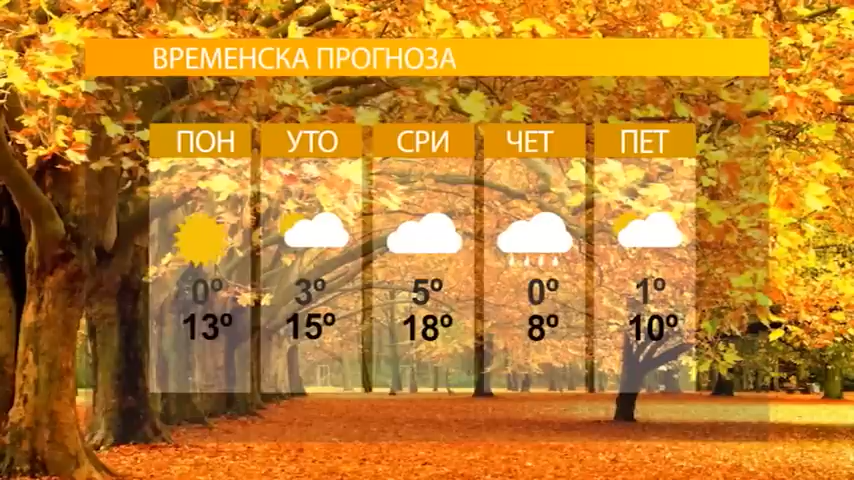 ВРЕМЕНСКА ПРОГНОЗА
ПОН УТО СРИ ЧЕТ ПЕТ
0º 3º 5º 0º 1º
13º 15º 18º 8º 10º